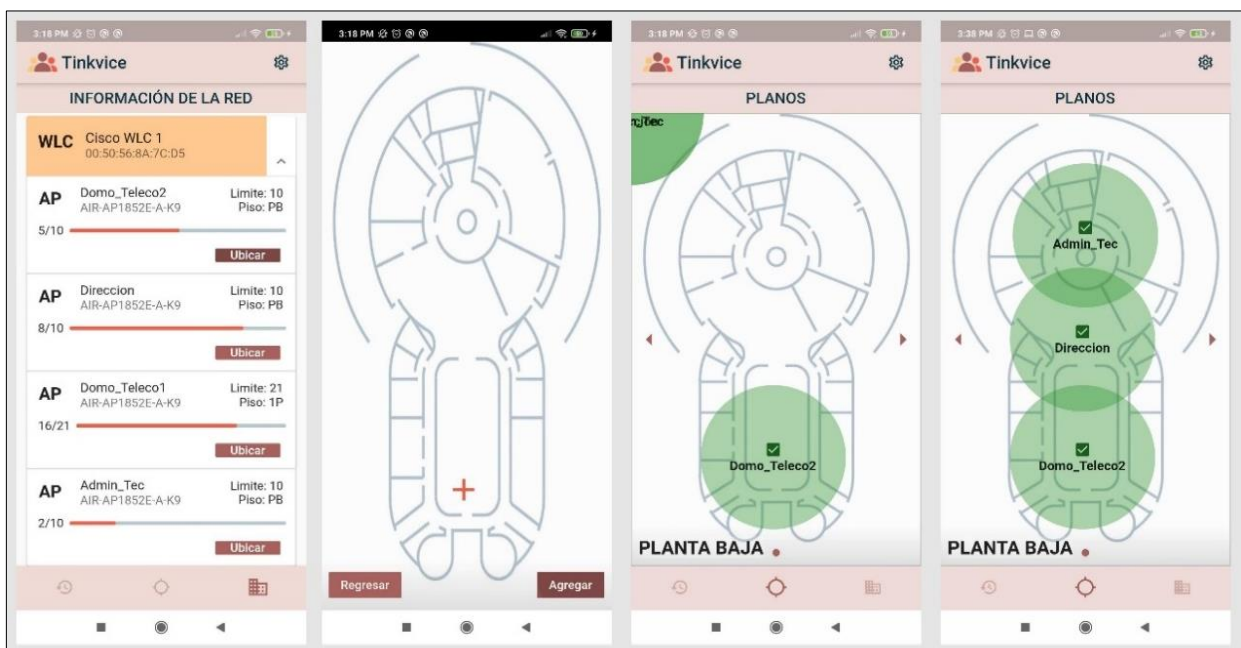 3:18 PM
Tinkvice
INFORMACIÓN DE LA RED
WLC Cisco WLC 1
00:50:56:8A:7C:D5
AP Domo_Teleco2 Limite: 10
AIR-AP1852E-A-K9 Piso: PB
5/10
Ubicar
AP Direccion Limite: 10
AIR-AP1852E-A-K9 Piso: PB
8/10
Ubicar
AP Domo_Teleco1 Limite: 21
AIR-AP1852E-A-K9 Piso: 1P
16/21
Ubicar
AP Admin_Tec Limite: 10
AIR-AP1852E-A-K9 Piso: PB
2/10
Ubicar
3:18 PM
Regresar Agregar
3:18 PM
Tinkvice
PLANOS
Domo_Teleco2
PLANTA BAJA
3:38 PM
Tinkvice
PLANOS
Admin_Tec
Direccion
Domo_Teleco2
PLANTA BAJA